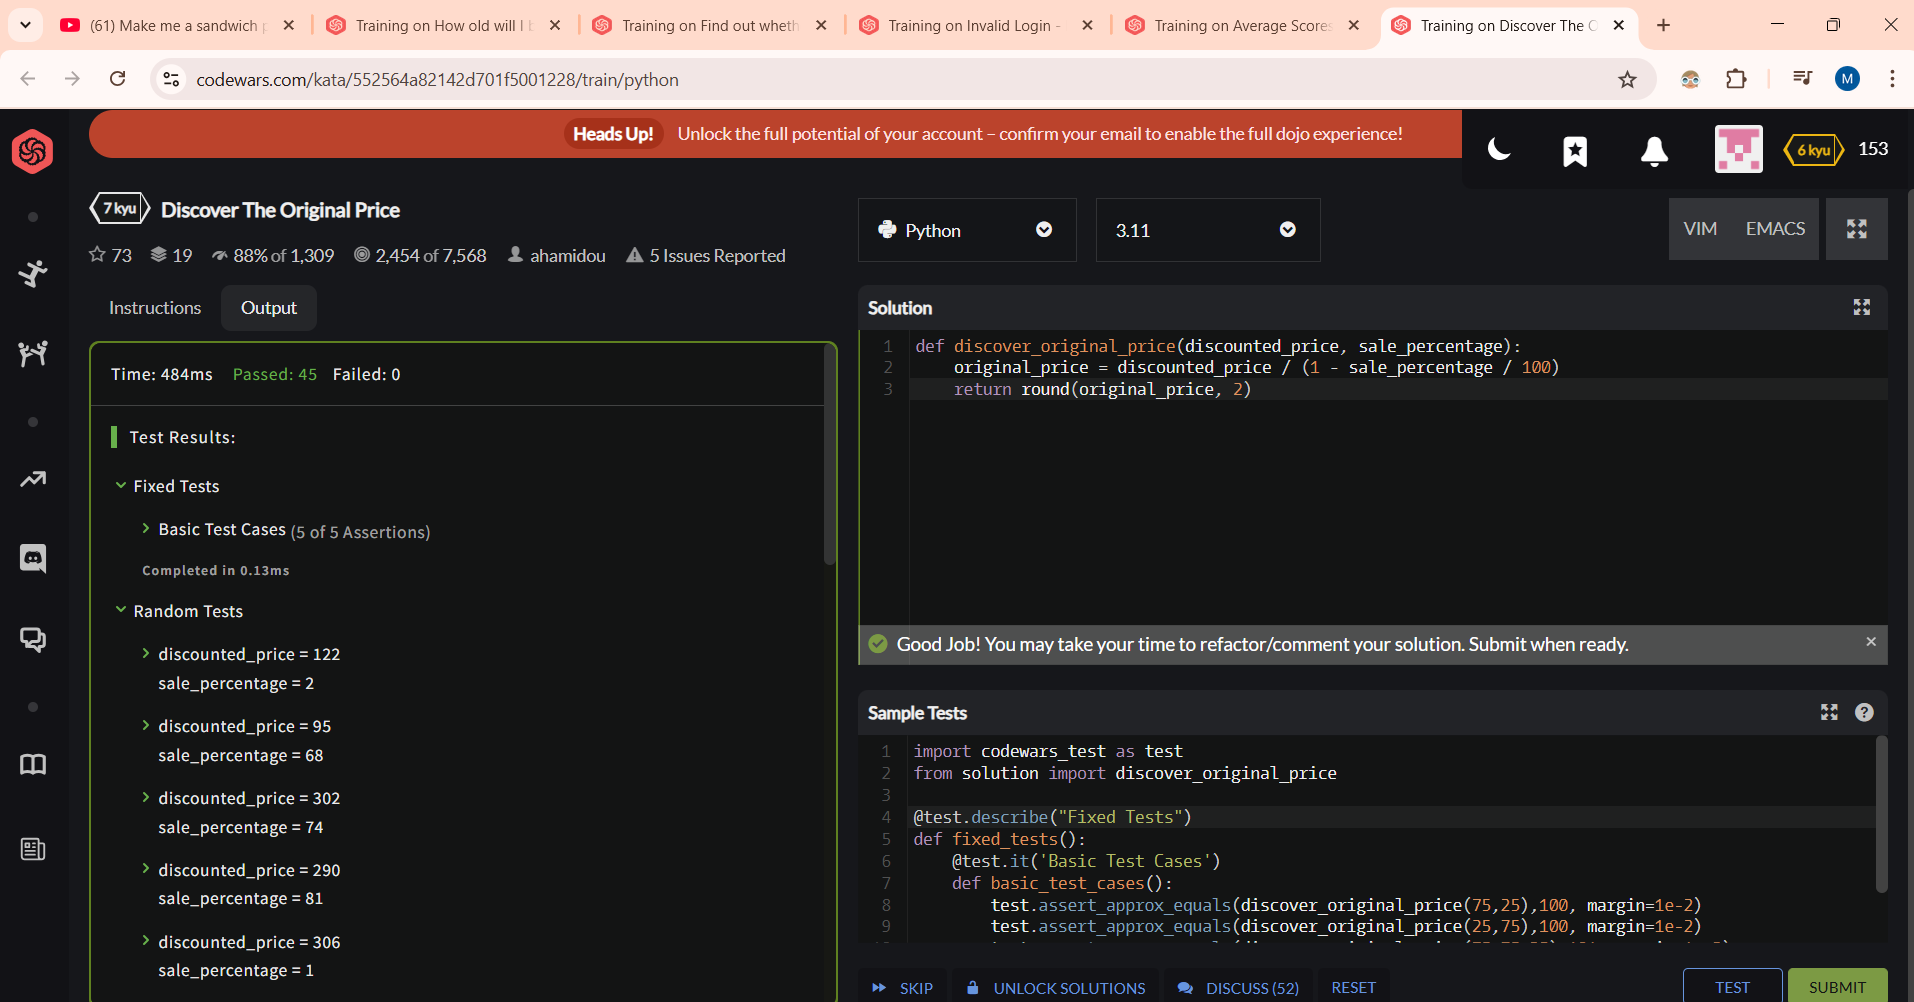 (61) Make me a sandwich p
Training on How old will I b
Training on Find out wheth
Training on Invalid Login -
Training on Average Scores
Training on Discover The O
codewars.com/kata/552564a82142d701f5001228/train/python
M
Heads Up! Unlock the full potential of your account – confirm your email to enable the full dojo experience!
6 kyu
153
7 kyu
Discover The Original Price
73
19
88% of 1,309
2,454 of 7,568
ahamidou
5 Issues Reported
Instructions
Output
Time: 484ms Passed: 45 Failed: 0
Test Results:
Fixed Tests
Basic Test Cases (5 of 5 Assertions)
Completed in 0.13ms
Random Tests
discounted_price = 122
sale_percentage = 2
discounted_price = 95
sale_percentage = 68
discounted_price = 302
sale_percentage = 74
discounted_price = 290
sale_percentage = 81
discounted_price = 306
sale_percentage = 1
Python
3.11
VIM
EMACS
Solution
1 def discover_original_price(discounted_price, sale_percentage):
2 original_price = discounted_price / (1 - sale_percentage / 100)
3 return round(original_price, 2)
Good Job! You may take your time to refactor/comment your solution. Submit when ready.
Sample Tests
1 import codewars_test as test
2 from solution import discover_original_price
3
4 @test.describe("Fixed Tests")
5 def fixed_tests():
6 @test.it('Basic Test Cases')
7 def basic_test_cases():
8 test.assert_approx_equals(discover_original_price(75,25),100, margin=1e-2)
9 test.assert_approx_equals(discover_original_price(25,75),100, margin=1e-2)
SKIP
UNLOCK SOLUTIONS
DISCUSS (52)
RESET
TEST
SUBMIT